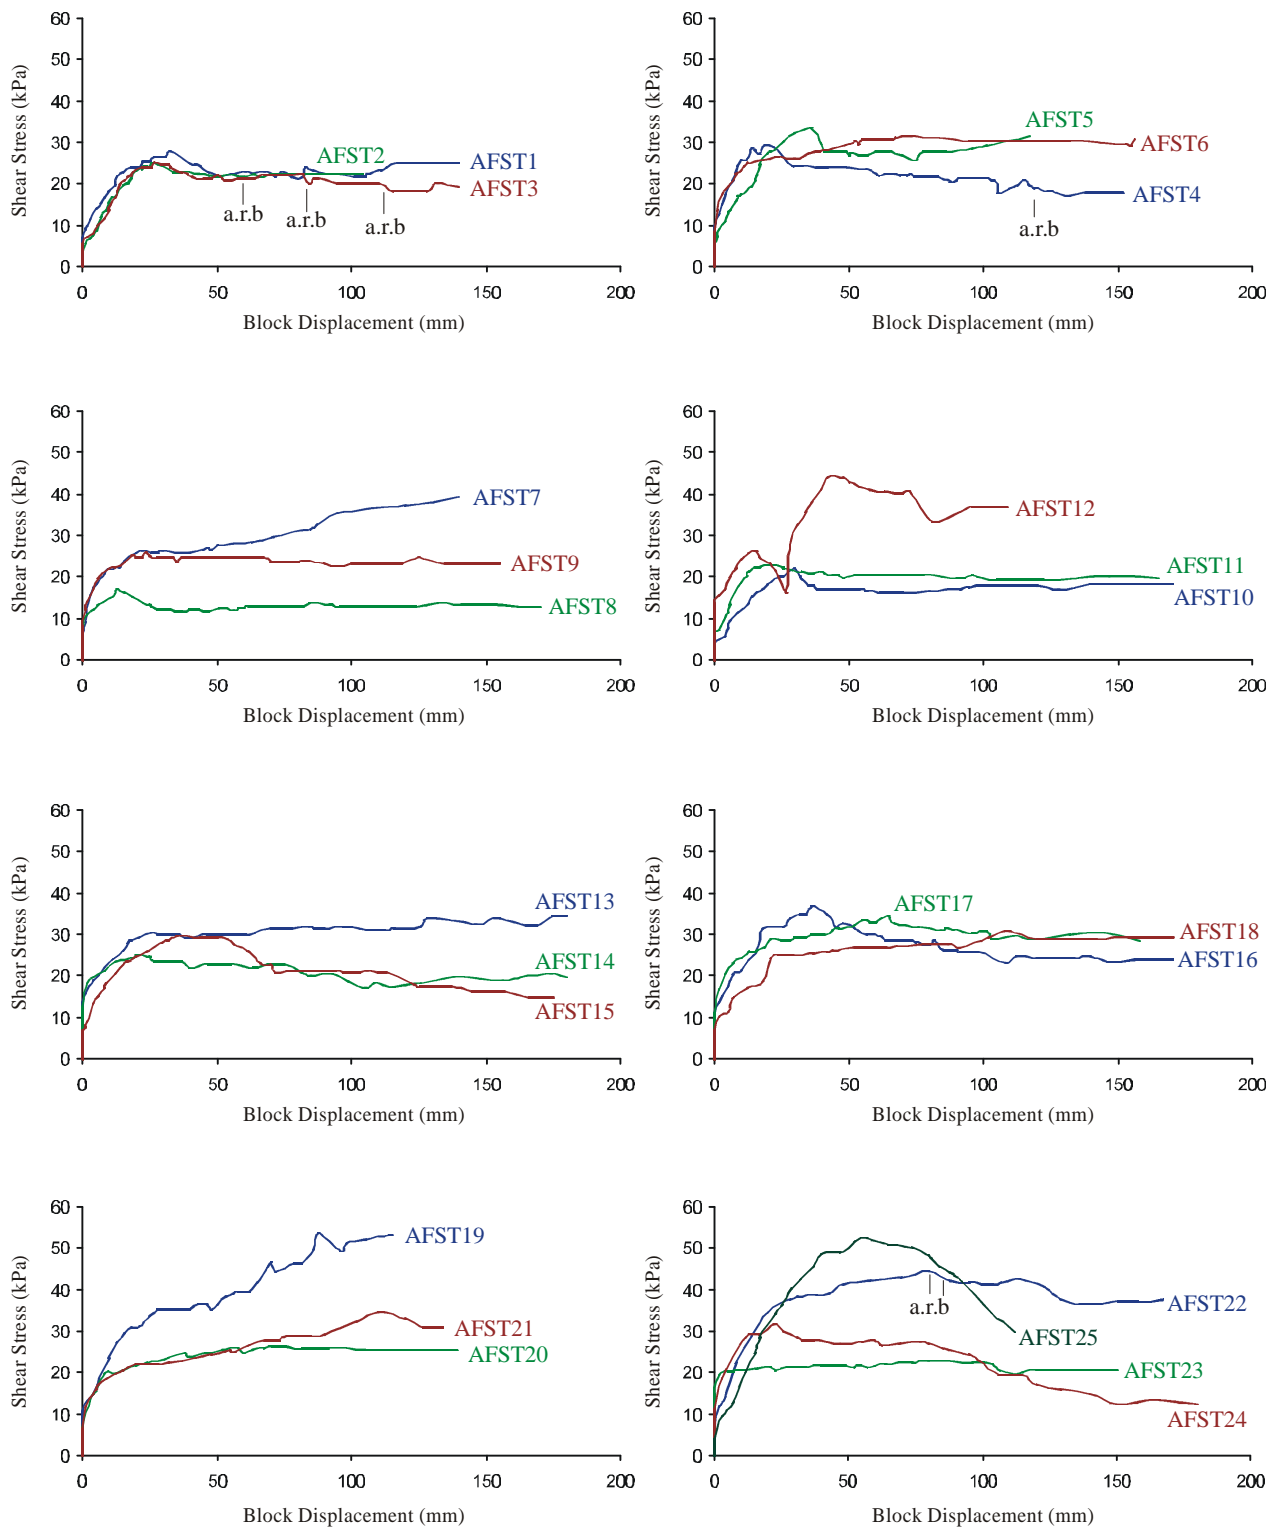 60
50
40
30
20
10
0
Shear Stress (kPa)
AFST2
AFST1
AFST3
a.r.b
a.r.b
a.r.b
0 50 100 150 200
Block Displacement (mm)
60
50
40
30
20
10
0
Shear Stress (kPa)
AFST5
AFST6
AFST4
a.r.b
0 50 100 150 200
Block Displacement (mm)
60
50
40
30
20
10
0
Shear Stress (kPa)
AFST7
AFST9
AFST8
0 50 100 150 200
Block Displacement (mm)
60
50
40
30
20
10
0
Shear Stress (kPa)
AFST12
AFST11
AFST10
0 50 100 150 200
Block Displacement (mm)
60
50
40
30
20
10
0
Shear Stress (kPa)
AFST13
AFST14
AFST15
0 50 100 150 200
Block Displacement (mm)
60
50
40
30
20
10
0
Shear Stress (kPa)
AFST17
AFST18
AFST16
0 50 100 150 200
Block Displacement (mm)
60
50
40
30
20
10
0
Shear Stress (kPa)
AFST19
AFST21
AFST20
0 50 100 150 200
Block Displacement (mm)
60
50
40
30
20
10
0
Shear Stress (kPa)
a.r.b
AFST22
AFST25
AFST23
AFST24
0 50 100 150 200
Block Displacement (mm)